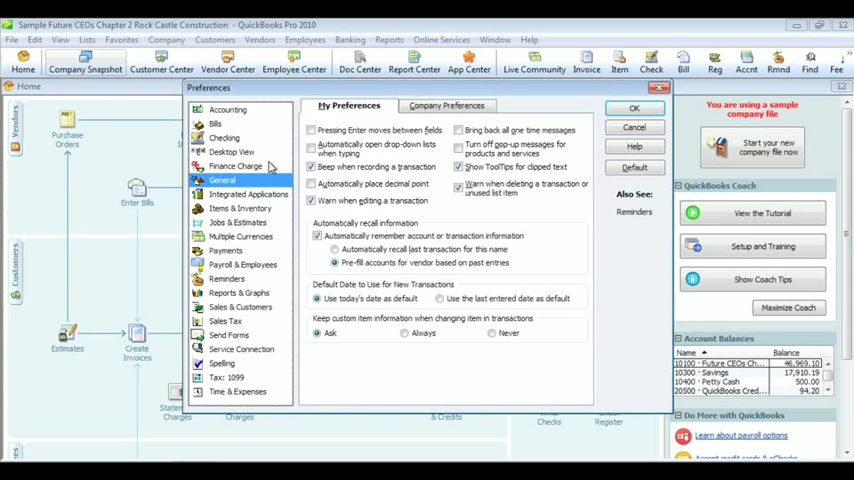 Sample Future CEOs Chapter 2 Rock Castle Construction - QuickBooks Pro 2010
File Edit View Lists Favorites Company Customers Vendors Employees Banking Reports Online Services Window Help
Home Company Snapshot Customer Center Vendor Center Employee Center Doc Center Report Center App Center Live Community Invoice Item Check Bill Reg Accnt Rmnd Find Fee
Home
Vendors
Purchase
Orders
Enter Bills
Customers
Estimates
Create
Invoices
Charges
Charges
& Credits
Checks
Register
Preferences
Accounting
Bills
Checking
Desktop View
Finance Charge
General
Integrated Applications
Items & Inventory
Jobs & Estimates
Multiple Currencies
Payments
Payroll & Employees
Reminders
Reports & Graphs
Sales & Customers
Sales Tax
Send Forms
Service Connection
Spelling
Tax: 1099
Time & Expenses
My Preferences Company Preferences
Pressing Enter moves between fields
Automatically open drop-down lists
when typing
Beep when recording a transaction
Automatically place decimal point
Warn when editing a transaction
Bring back all one time messages
Turn off pop-up messages for
products and services
Show ToolTips for clipped text
Warn when deleting a transaction or
unused list item
Automatically recall information
Automatically remember account or transaction information
Automatically recall last transaction for this name
Pre-fill accounts for vendor based on past entries
Default Date to Use for New Transactions
Use today's date as default Use the last entered date as default
Keep custom item information when changing item in transactions
Ask Always Never
OK
Cancel
Help
Default
Also See:
Reminders
You are using a sample
company file
Start your new
company file now
QuickBooks Coach
View the Tutorial
Setup and Training
Show Coach Tips
Maximize Coach
Account Balances
Name Balance
10100 · Future CEOs Ch... 46,969.10
10300 · Savings 17,910.19
10400 · Petty Cash 500.00
20500 · QuickBooks Cred... 94.20
Do More with QuickBooks
Learn about payroll options